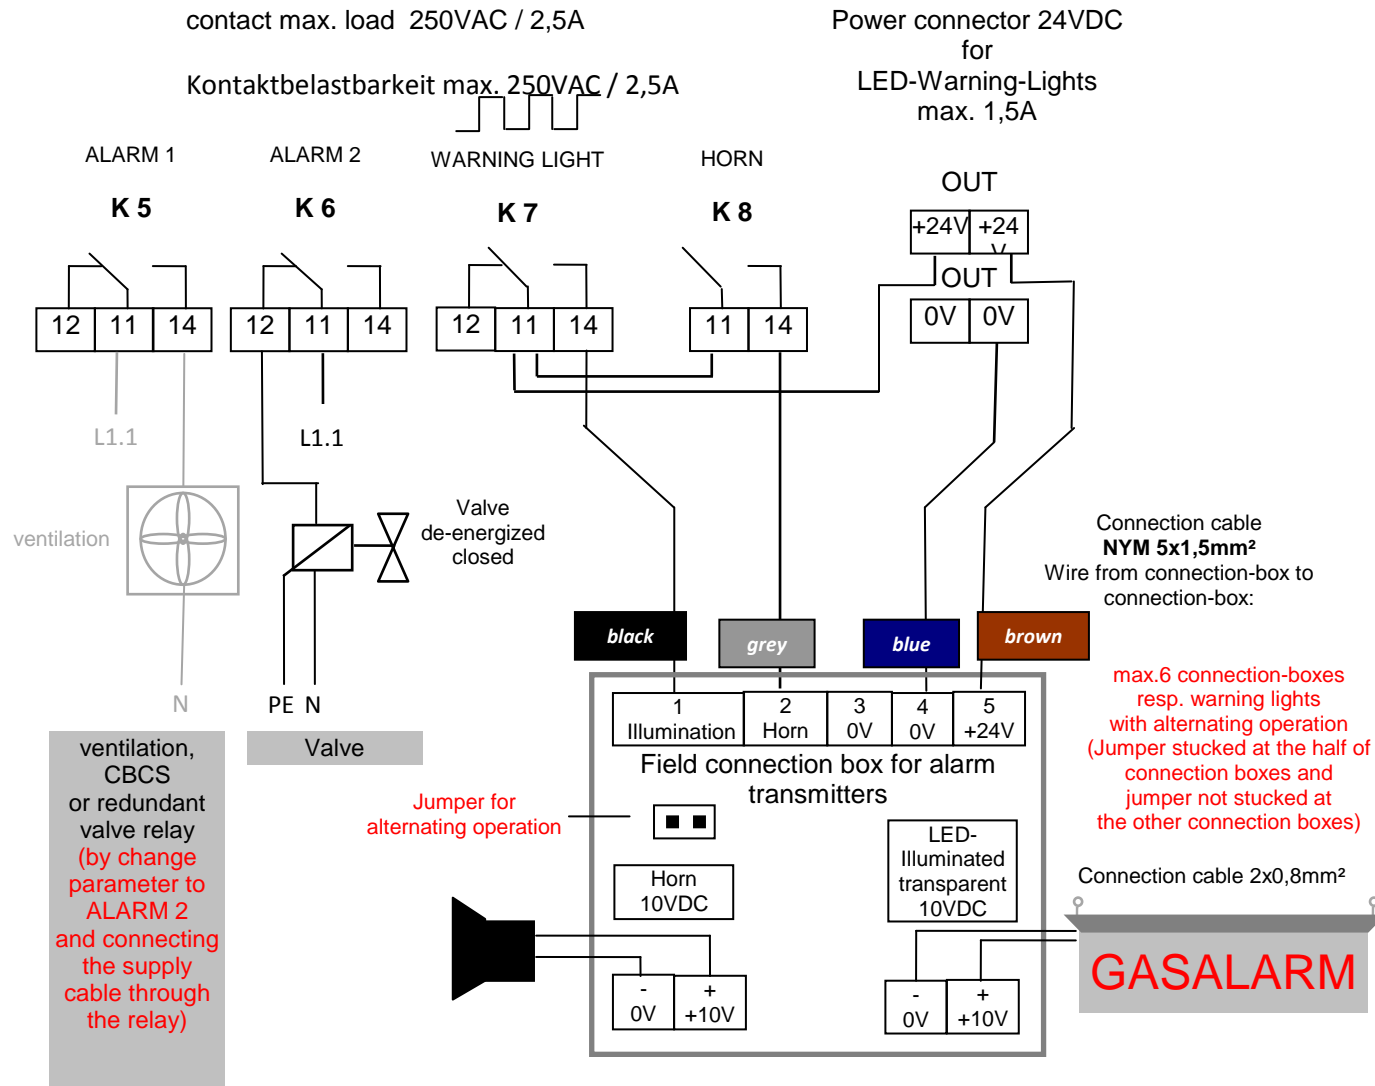 contact max. load 250VAC / 2,5A
Kontaktbelastbarkeit max. 250VAC / 2,5A
Power connector 24VDC
for
LED-Warning-Lights
max. 1,5A
ALARM 1
K 5
ALARM 2
K 6
WARNING LIGHT
K 7
HORN
K 8
OUT
+24V
+24
V
OUT
0V
0V
12
11
14
12
11
14
12
11
14
11
14
L1.1
L1.1
ventilation
Valve
de-energized
closed
N
PE N
Connection cable
NYM 5x1,5mm²
Wire from connection-box to
connection-box:
black
grey
blue
brown
max.6 connection-boxes
resp. warning lights
with alternating operation
(Jumper stucked at the half of
connection boxes and
jumper not stucked at
the other connection boxes)
1
Illumination
2
Horn
3
0V
4
0V
5
+24V
Field connection box for alarm
transmitters
ventilation,
CBCS
or redundant
valve relay
(by change
parameter to
ALARM 2
and connecting
the supply
cable through
the relay)
Valve
Jumper for
alternating operation
Horn
10VDC
LED-
Illuminated
transparent
10VDC
Connection cable 2x0,8mm²
GASALARM
-
0V
+
+10V
-
0V
+
+10V